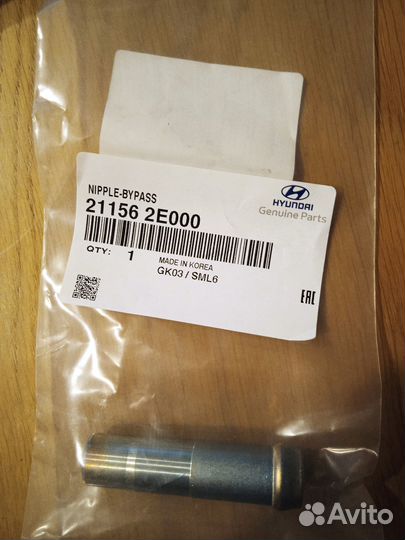 NIPPLE-BYPASS
21156 2E000
HYUNDAI
Genuine Parts
QTY: 1
MADE IN KOREA
GK03 / SML6
EAC
Avito